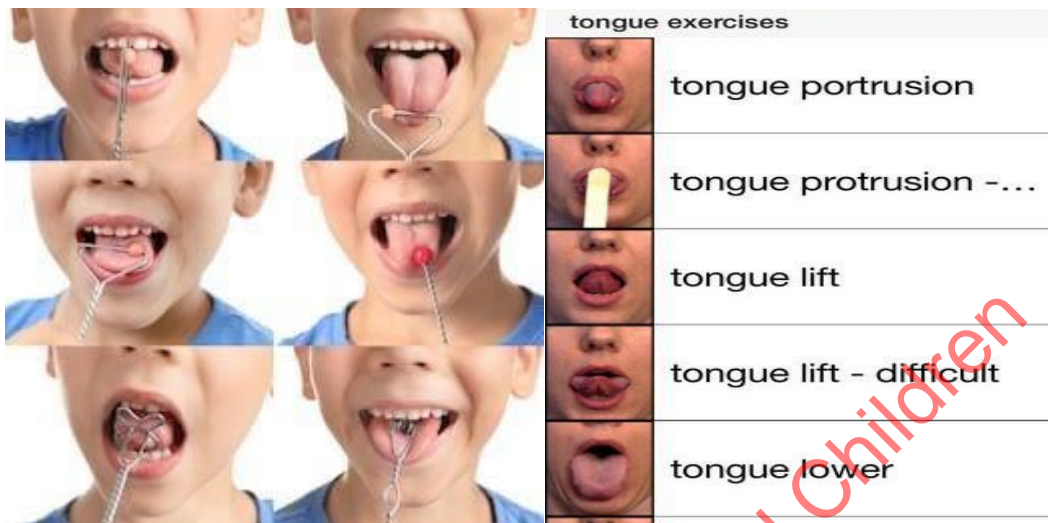 tongue exercises
tongue portrusion
tongue protrusion -...
tongue lift
tongue lift - difficult
tongue lower
Children